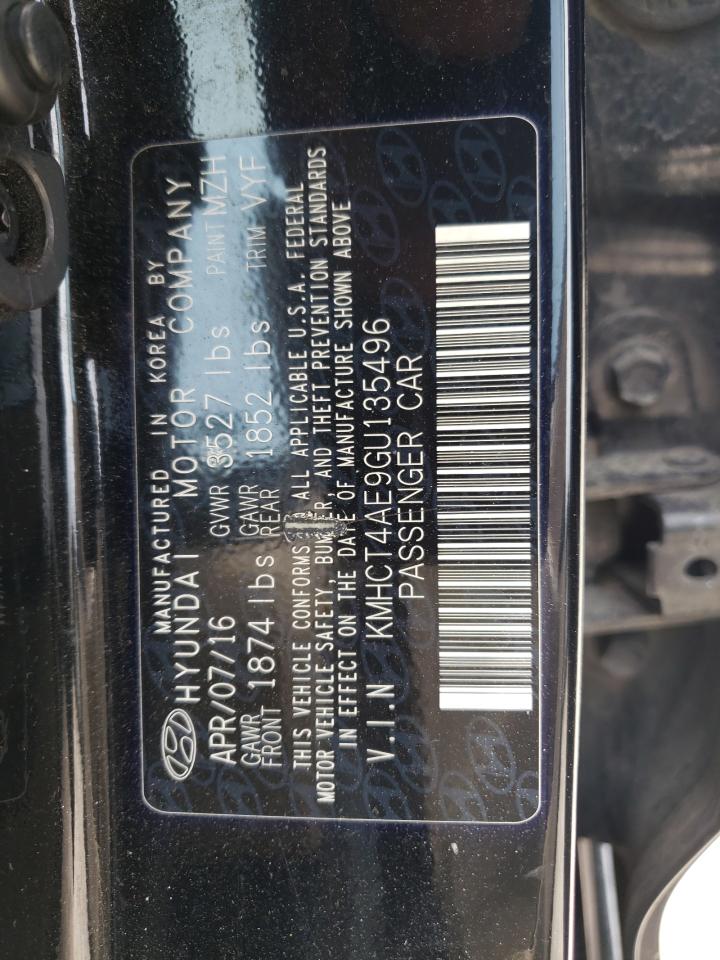 MANUFACTURED IN KOREA BY
HYUNDAI MOTOR COMPANY
APR/07/16 GVWR 3527 lbs PAINT MZH
GAWR FRONT 1874 lbs GAWR REAR 1852 lbs TRIM VYF
THIS VEHICLE CONFORMS ALL APPLICABLE U.S.A. FEDERAL
MOTOR VEHICLE SAFETY, BUMPER, AND THEFT PREVENTION STANDARDS
IN EFFECT ON THE DATE OF MANUFACTURE SHOWN ABOVE
V.I.N KMHCT4AE9GU135496
PASSENGER CAR